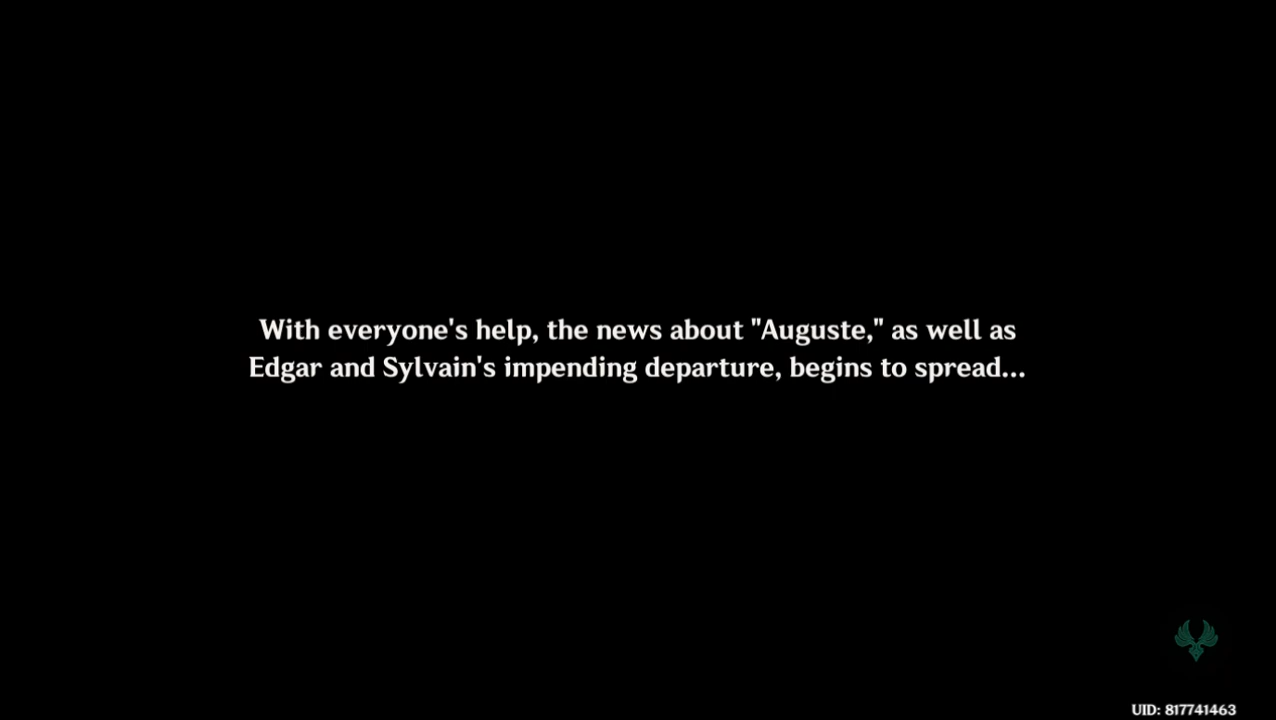 With everyone's help, the news about "Auguste," as well as
Edgar and Sylvain's impending departure, begins to spread...
UID: 817741463